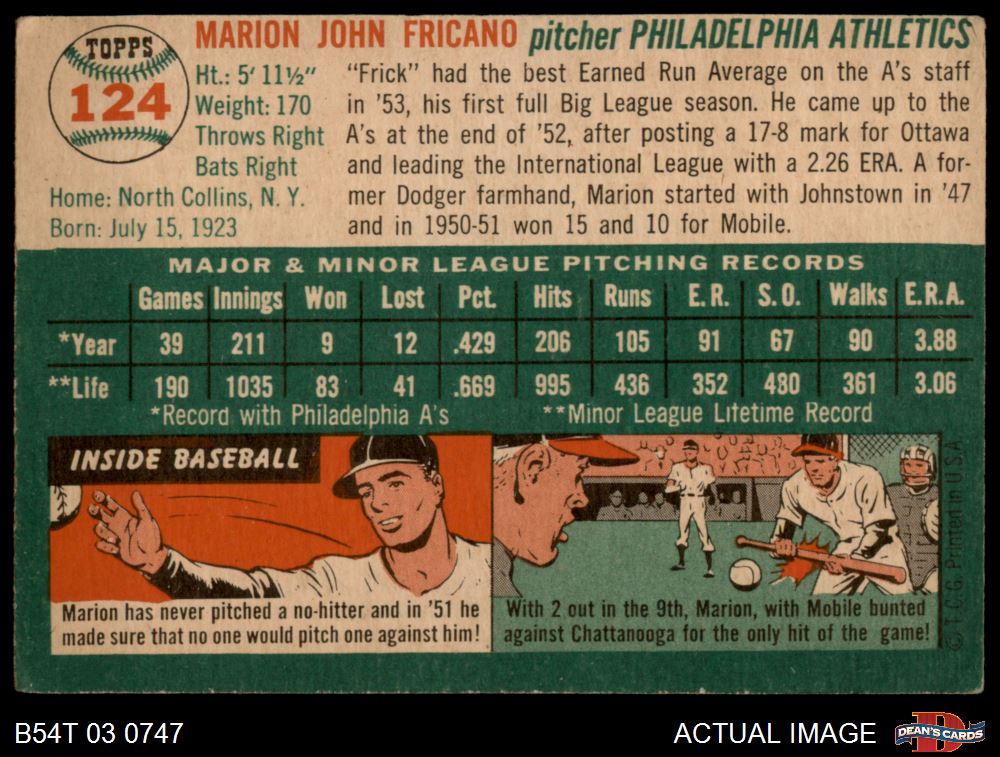 TOPPS
124
MARION JOHN FRICANO pitcher PHILADELPHIA ATHLETICS
Ht.: 5' 11½"
Weight: 170
Throws Right
Bats Right
Home: North Collins, N. Y.
Born: July 15, 1923
"Frick" had the best Earned Run Average on the A's staff
in '53, his first full Big League season. He came up to the
A's at the end of '52, after posting a 17-8 mark for Ottawa
and leading the International League with a 2.26 ERA. A for-
mer Dodger farmhand, Marion started with Johnstown in '47
and in 1950-51 won 15 and 10 for Mobile.
MAJOR & MINOR LEAGUE PITCHING RECORDS
Games Innings Won Lost Pct. Hits Runs E.R. S.O. Walks E.R.A.
*Year 39 211 9 12 .429 206 105 91 67 90 3.88
**Life 190 1035 83 41 .669 995 436 352 480 361 3.06
*Record with Philadelphia A's **Minor League Lifetime Record
INSIDE BASEBALL
Marion has never pitched a no-hitter and in '51 he
made sure that no one would pitch one against him!
With 2 out in the 9th, Marion, with Mobile bunted
against Chattanooga for the only hit of the game!
© T.C.G. Printed in U.S.A.
B54T 03 0747
ACTUAL IMAGE
DEAN'S CARDS